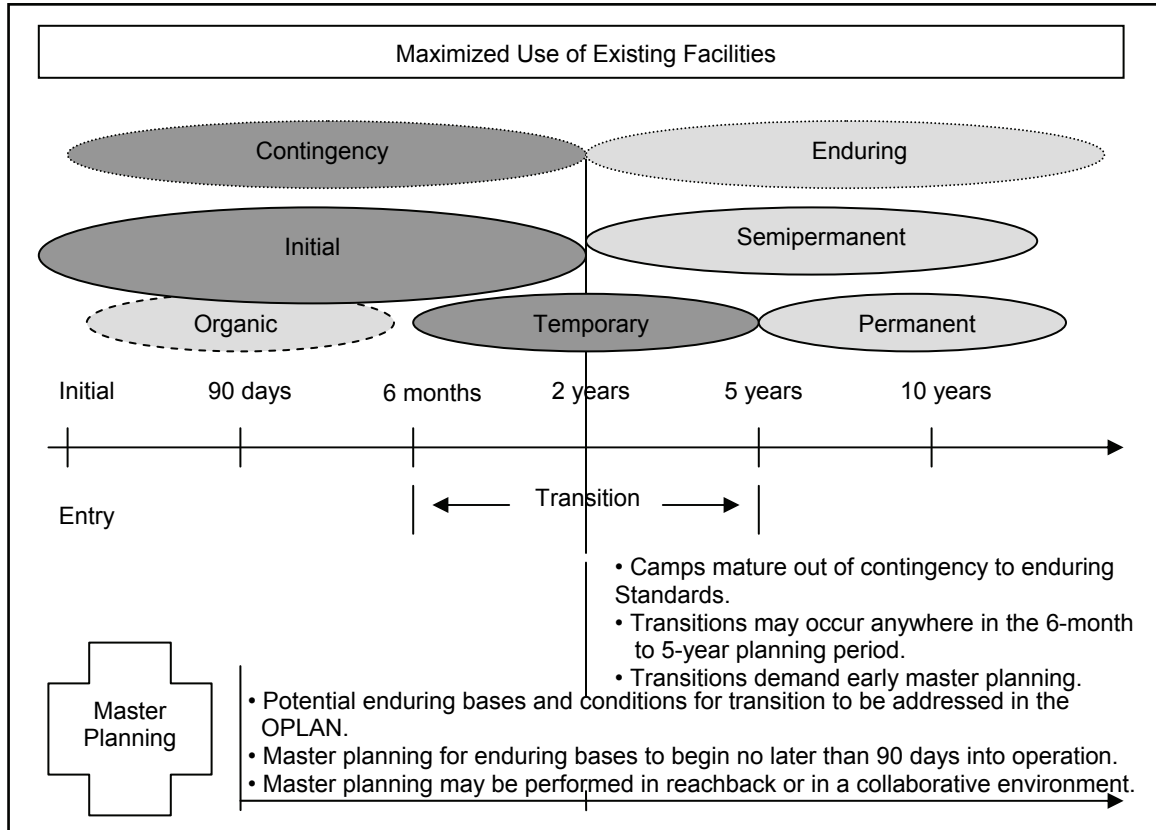 Maximized Use of Existing Facilities
Contingency
Enduring
Initial
Semipermanent
Organic
Temporary
Permanent
Initial
90 days
6 months
2 years
5 years
10 years
Transition
Entry
• Camps mature out of contingency to enduring
Standards.
• Transitions may occur anywhere in the 6-month
to 5-year planning period.
• Transitions demand early master planning.
Master
Planning
• Potential enduring bases and conditions for transition to be addressed in the
OPLAN.
• Master planning for enduring bases to begin no later than 90 days into operation.
• Master planning may be performed in reachback or in a collaborative environment.